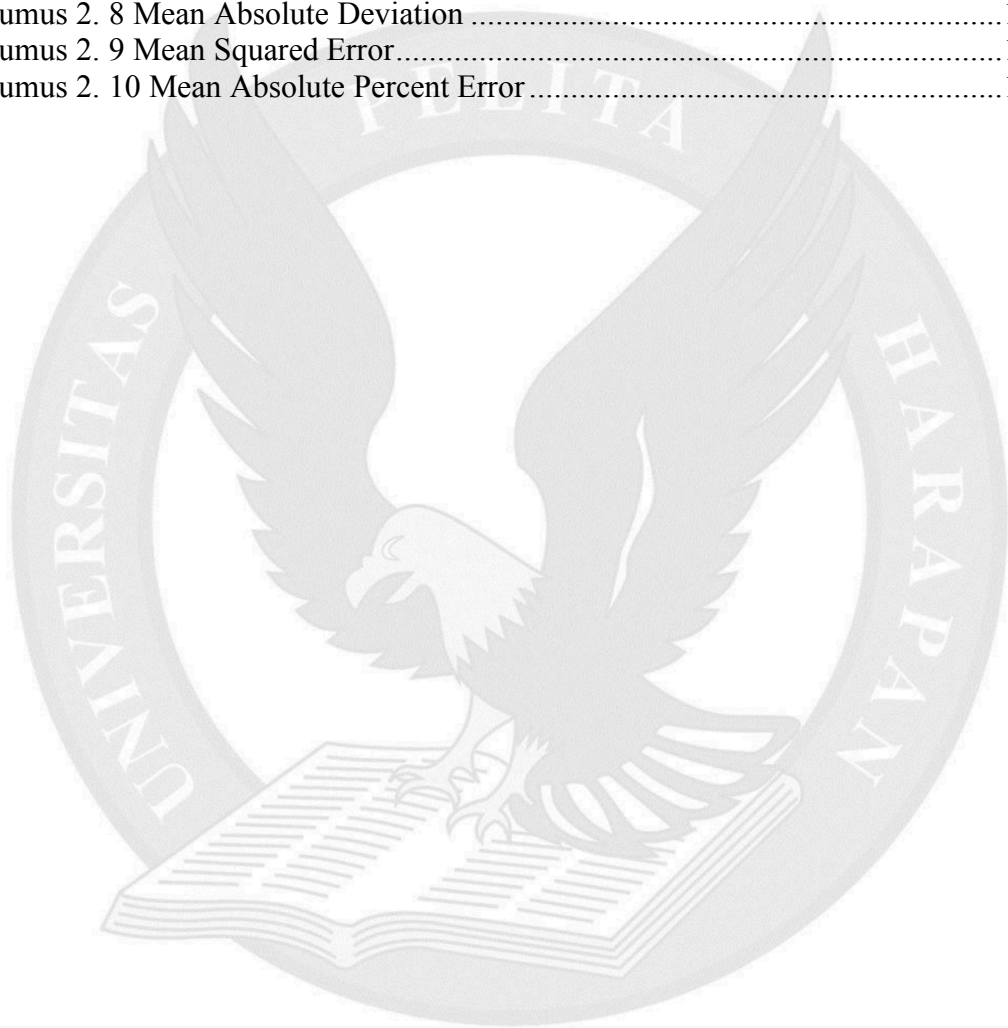 umus 2. 8 Mean Absolute Deviation
umus 2. 9 Mean Squared Error
umus 2. 10 Mean Absolute Percent Error
UNIVERSITAS PELITA HARAPAN